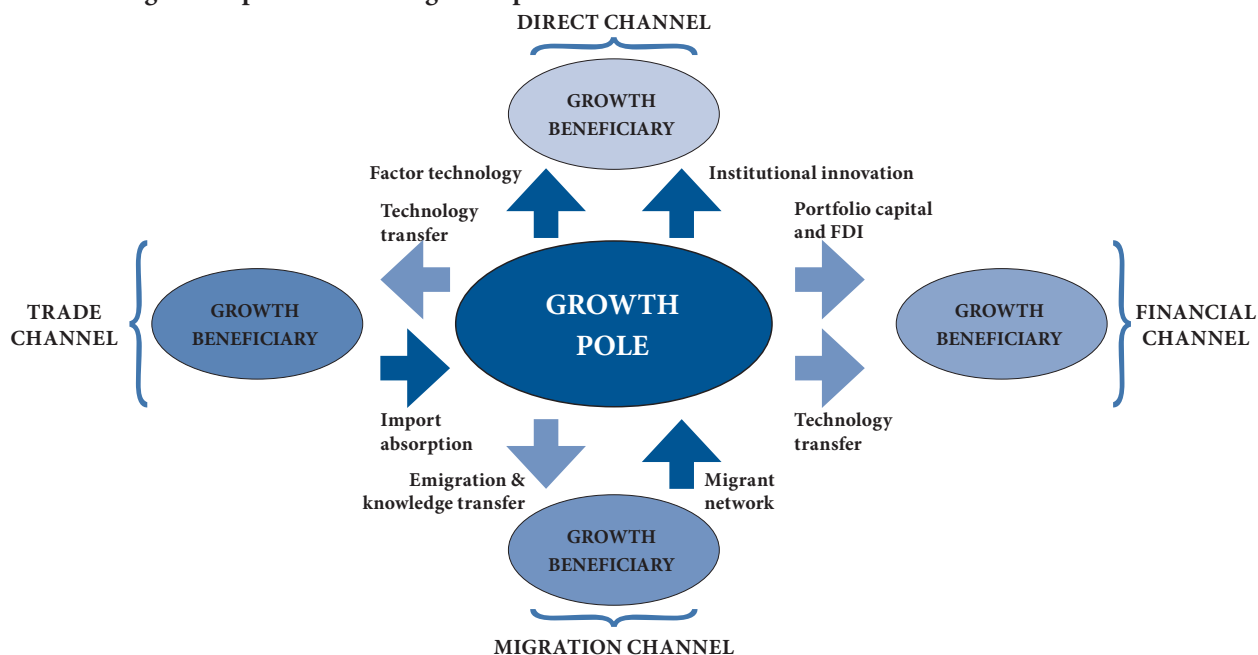 DIRECT CHANNEL
GROWTH
BENEFICIARY
Factor technology
Institutional innovation
Technology
transfer
Portfolio capital
and FDI
TRADE
CHANNEL
GROWTH
BENEFICIARY
GROWTH
POLE
GROWTH
BENEFICIARY
FINANCIAL
CHANNEL
Import
absorption
Technology
transfer
Emigration &
knowledge transfer
Migrant
network
GROWTH
BENEFICIARY
MIGRATION CHANNEL